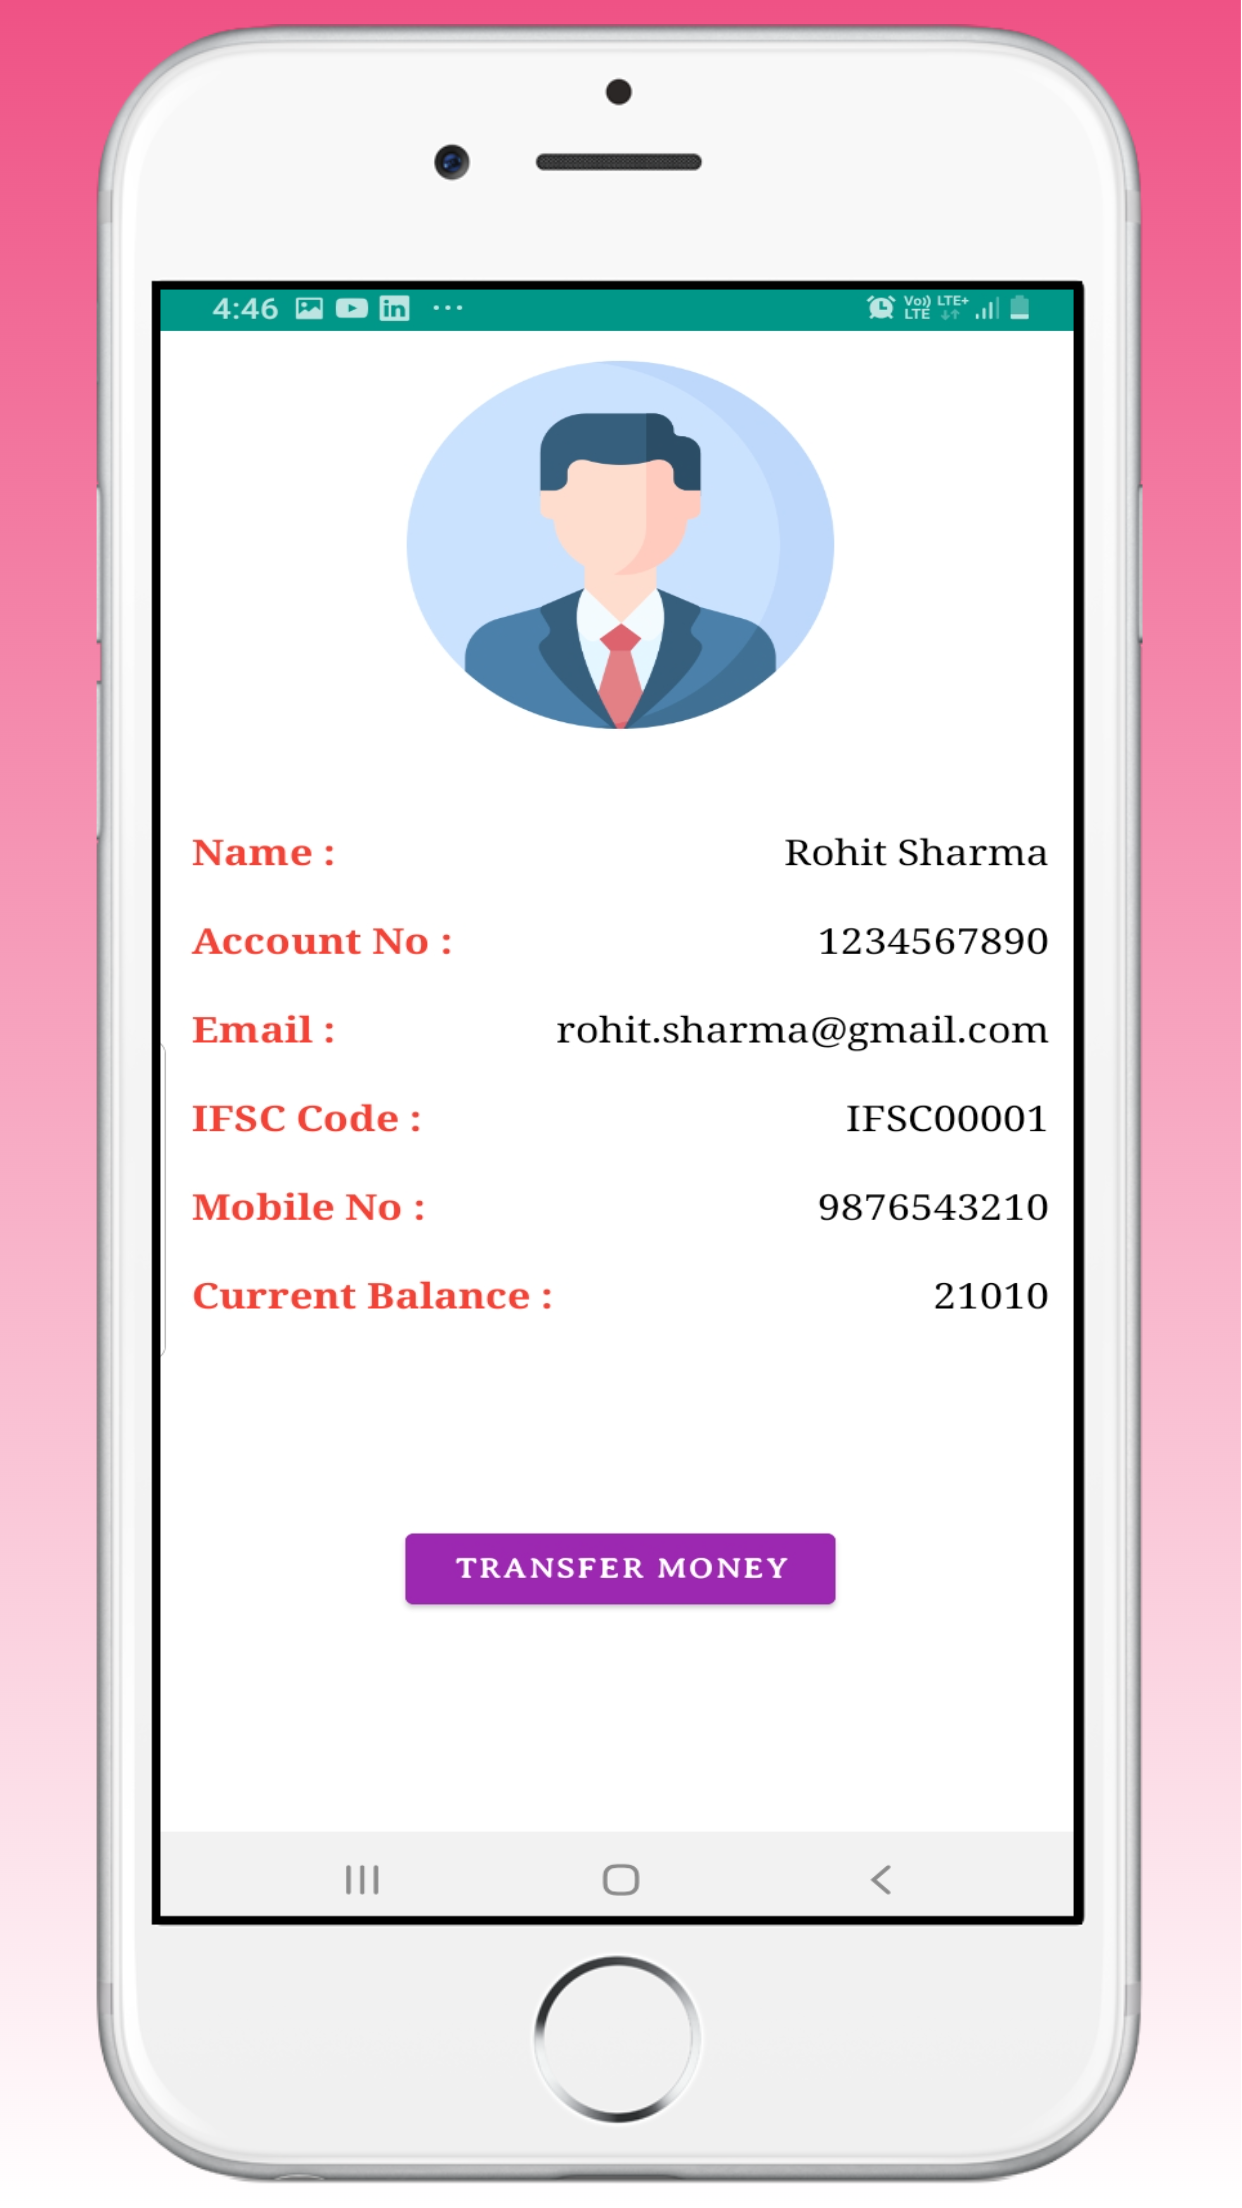 4:46 in ... Vo)) LTE LTE+
Name : Rohit Sharma
Account No : 1234567890
Email : rohit.sharma@gmail.com
IFSC Code : IFSC00001
Mobile No : 9876543210
Current Balance : 21010
TRANSFER MONEY